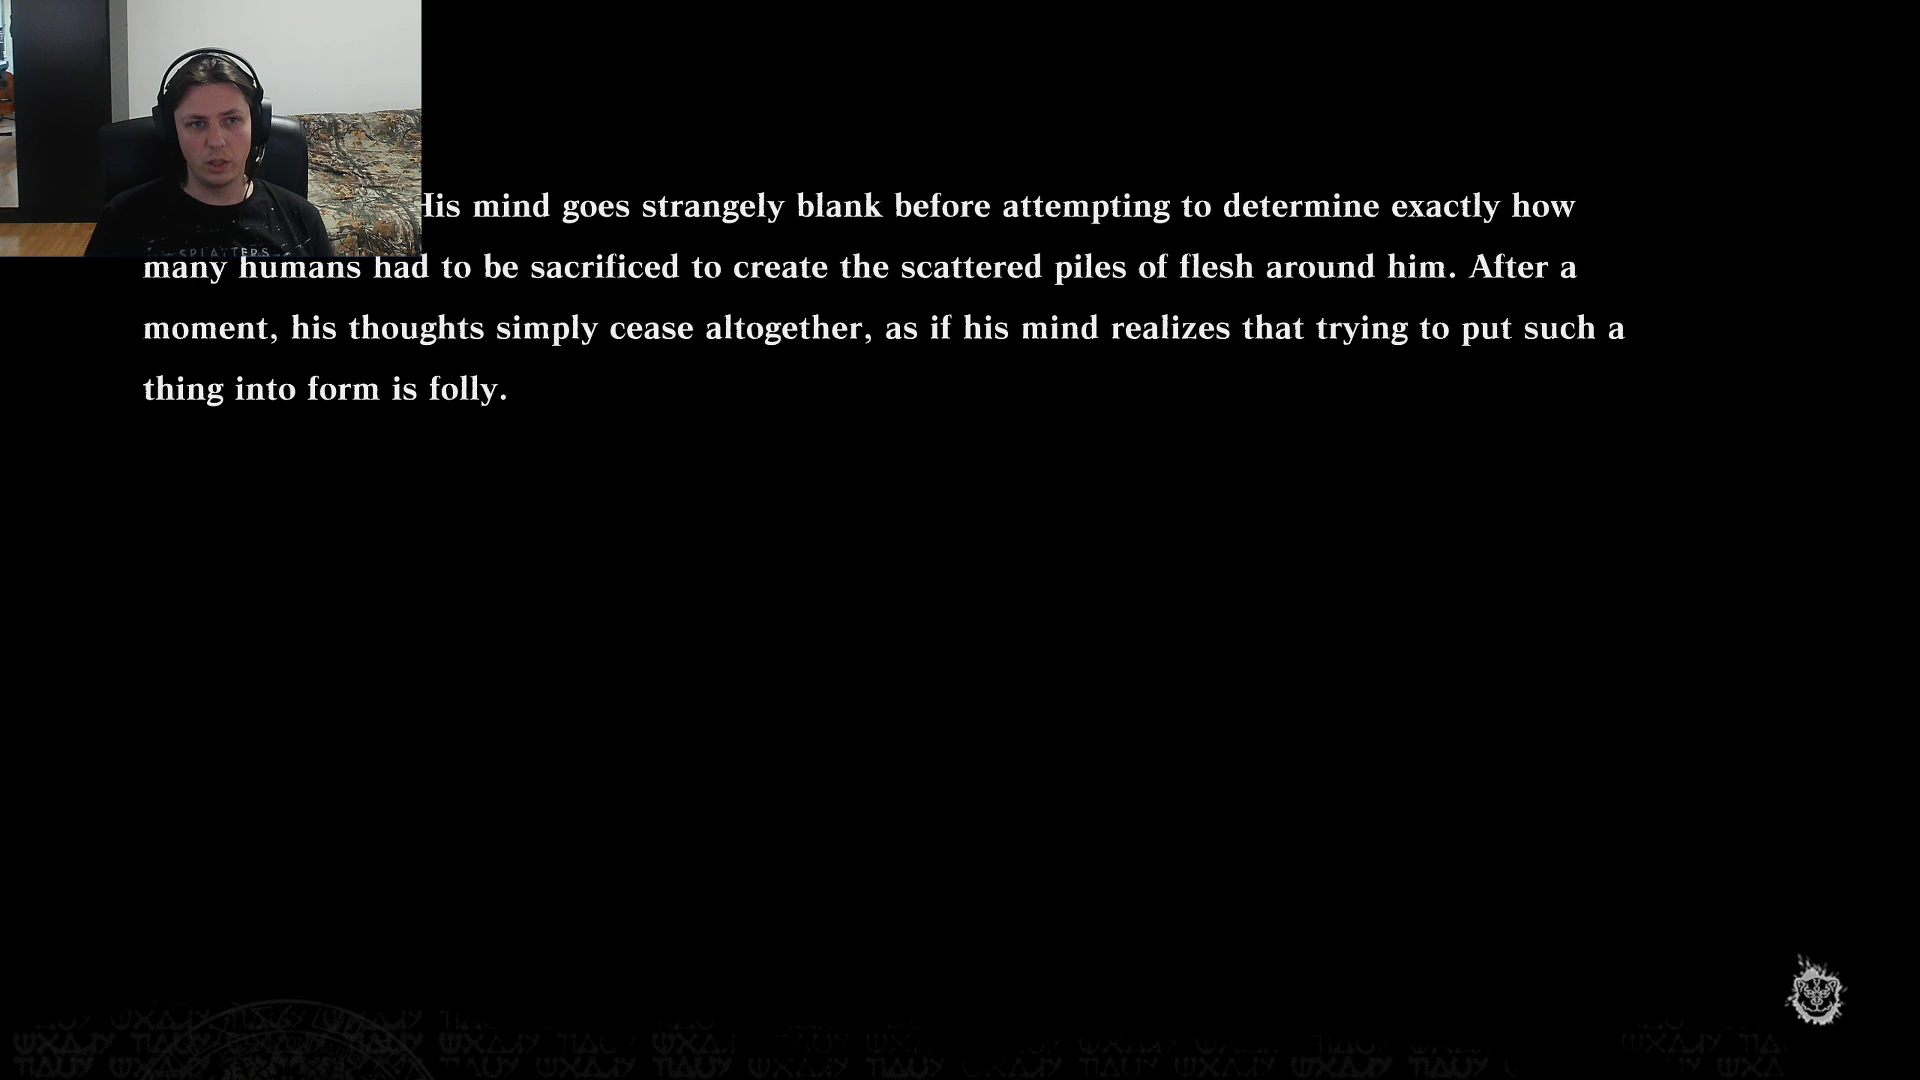 SPLATTERS
His mind goes strangely blank before attempting to determine exactly how
many humans had to be sacrificed to create the scattered piles of flesh around him. After a
moment, his thoughts simply cease altogether, as if his mind realizes that trying to put such a
thing into form is folly.